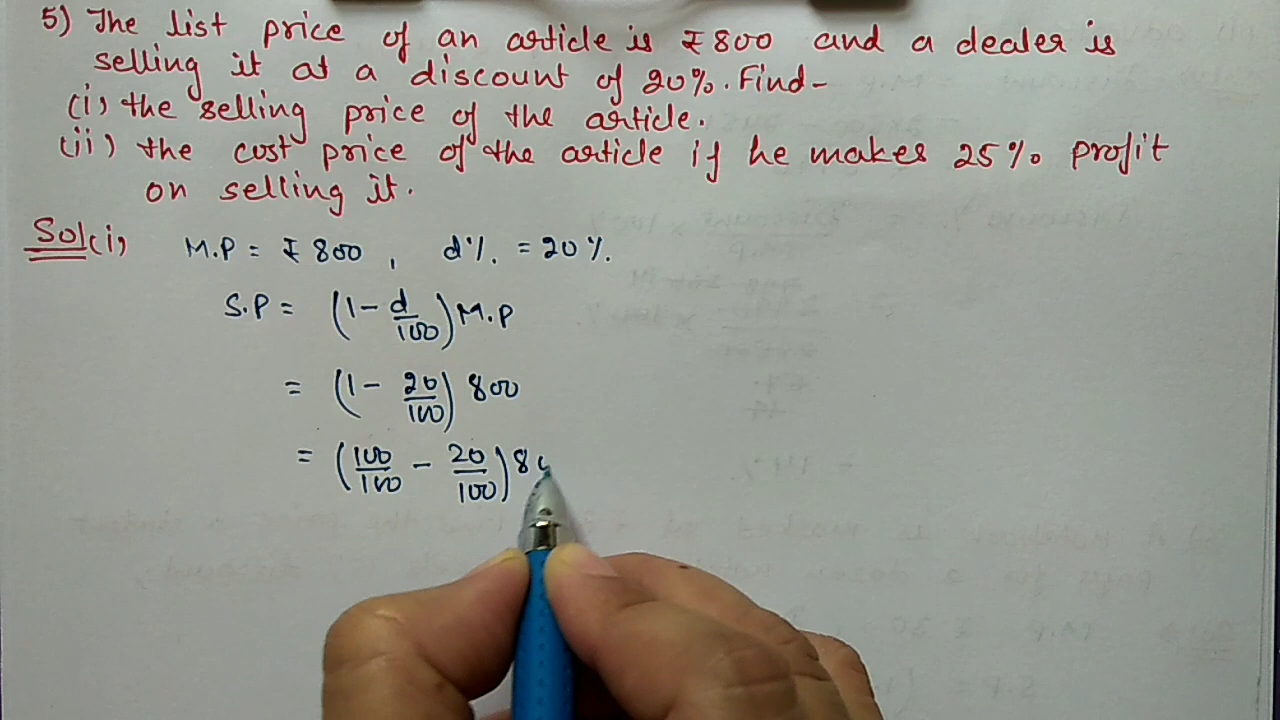 5) The list price of an article is ₹800 and a dealer is
selling it at a discount of 20%. Find-
(i) the selling price of the article.
(ii) the cost price of the article if he makes 25% profit
on selling it.
Sol(i) M.P = ₹ 800 , d% = 20%.
S.P = (1 - d/100) M.P
= (1 - 20/100) 800
= (100/100 - 20/100) 8